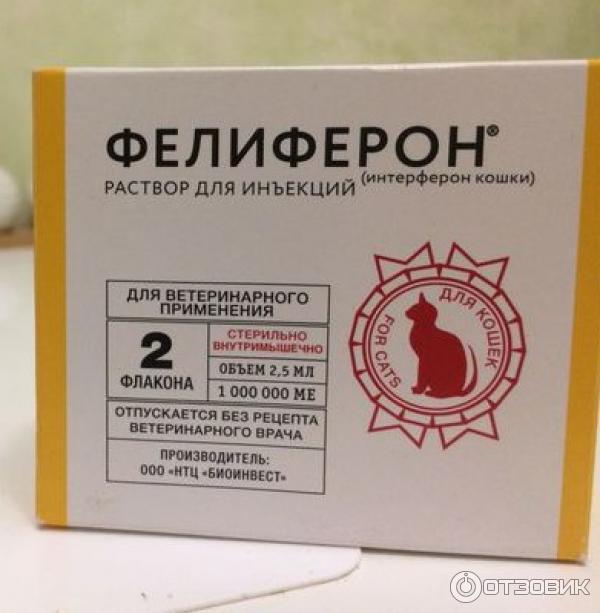 ФЕЛИФЕРОН®
РАСТВОР ДЛЯ ИНЪЕКЦИЙ (интерферон кошки)
ДЛЯ ВЕТЕРИНАРНОГО
ПРИМЕНЕНИЯ
2
ФЛАКОНА
СТЕРИЛЬНО
ВНУТРИМЫШЕЧНО
ОБЪЕМ 2,5 МЛ
1 000 000 МЕ
ОТПУСКАЕТСЯ БЕЗ РЕЦЕПТА
ВЕТЕРИНАРНОГО ВРАЧА
ПРОИЗВОДИТЕЛЬ:
ООО «НТЦ «БИОИНВЕСТ»
ДЛЯ КОШЕК
FOR CATS
ОТЗОВИК